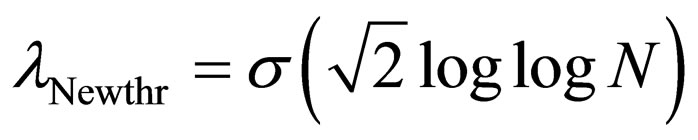 λ_Newthr = σ(√2 log log N)